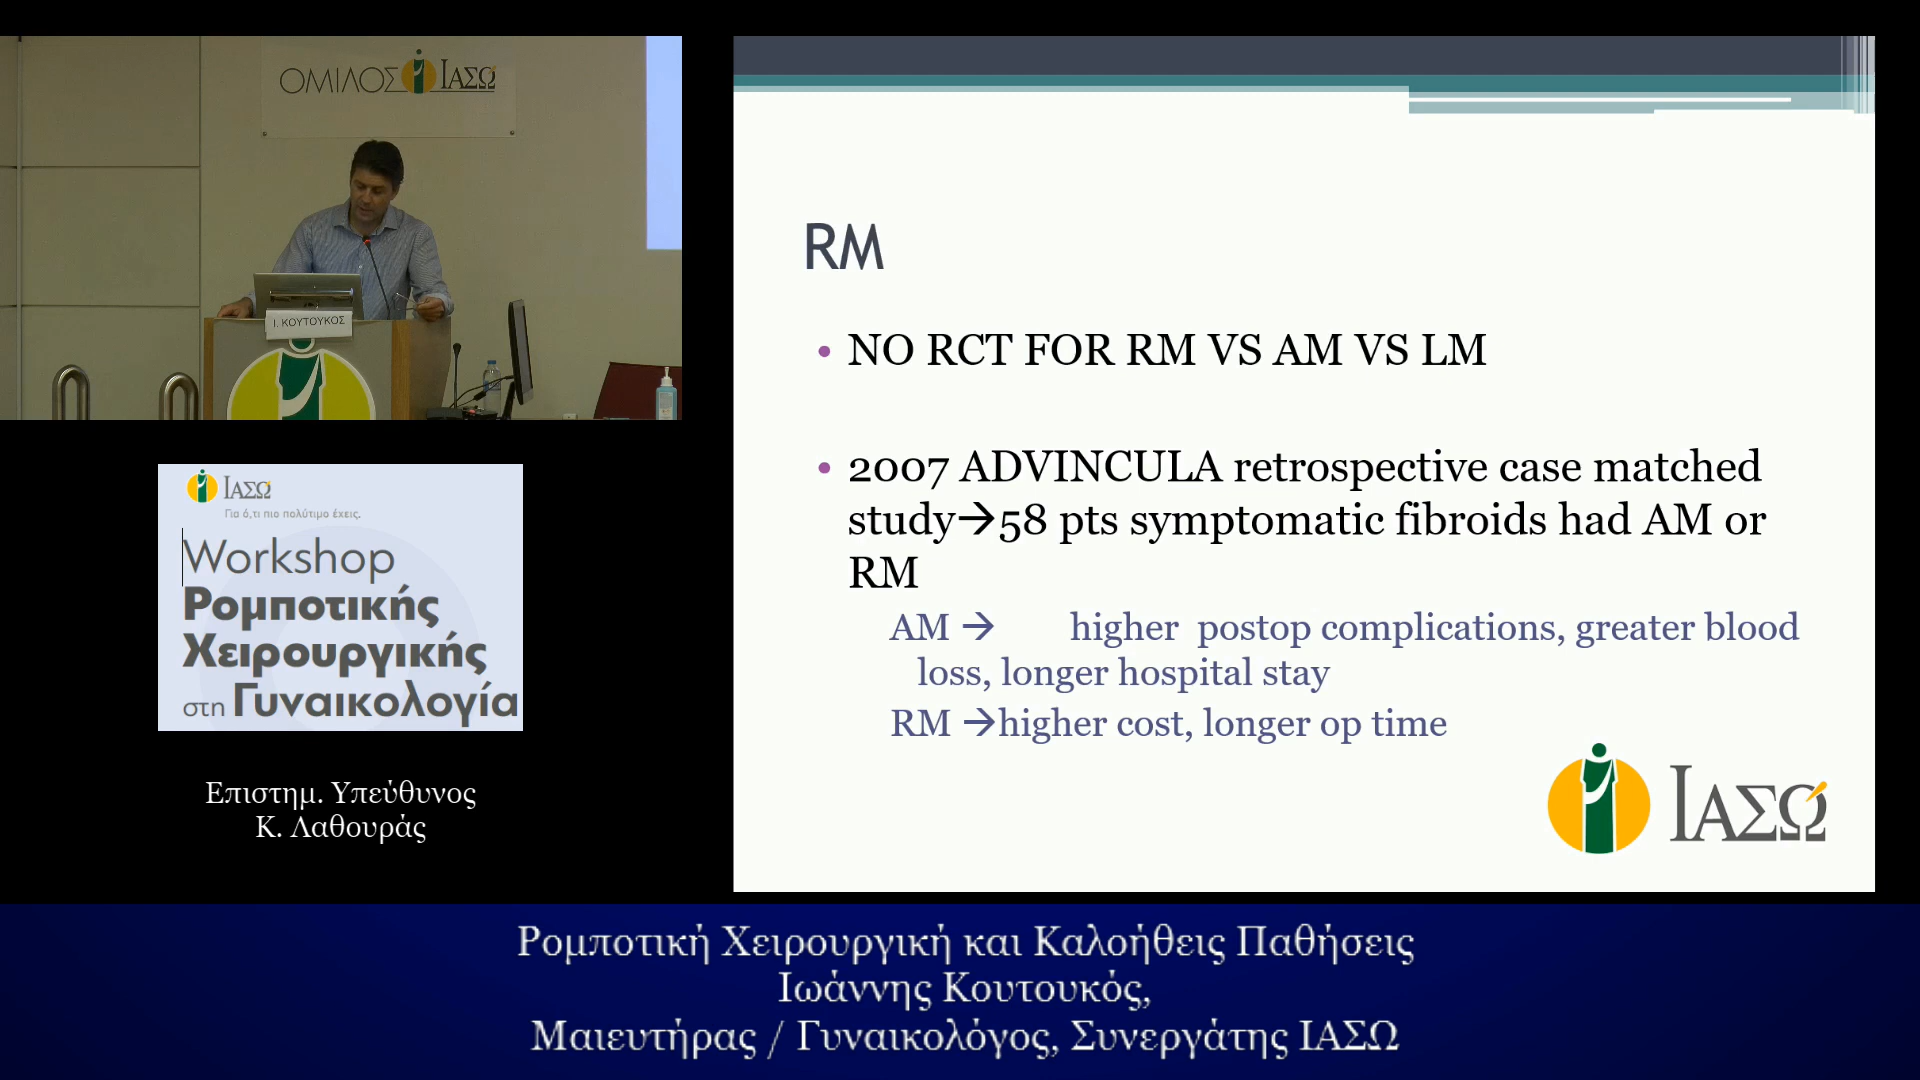 ΟΜΙΛΟΣ ΙΑΣΩ
Ι. ΚΟΥΤΟΥΚΟΣ
ΙΑΣΩ
Για ό,τι πιο πολύτιμο έχεις.
Workshop
Ρομποτικής
Χειρουργικής
στη Γυναικολογία
Επιστημ. Υπεύθυνος
Κ. Λαθουράς
RM
• NO RCT FOR RM VS AM VS LM
• 2007 ADVINCULA retrospective case matched
study→58 pts symptomatic fibroids had AM or
RM
AM → higher postop complications, greater blood
loss, longer hospital stay
RM →higher cost, longer op time
ΙΑΣΩ
Ρομποτική Χειρουργική και Καλοήθεις Παθήσεις
Ιωάννης Κουτουκός,
Μαιευτήρας / Γυναικολόγος, Συνεργάτης ΙΑΣΩ